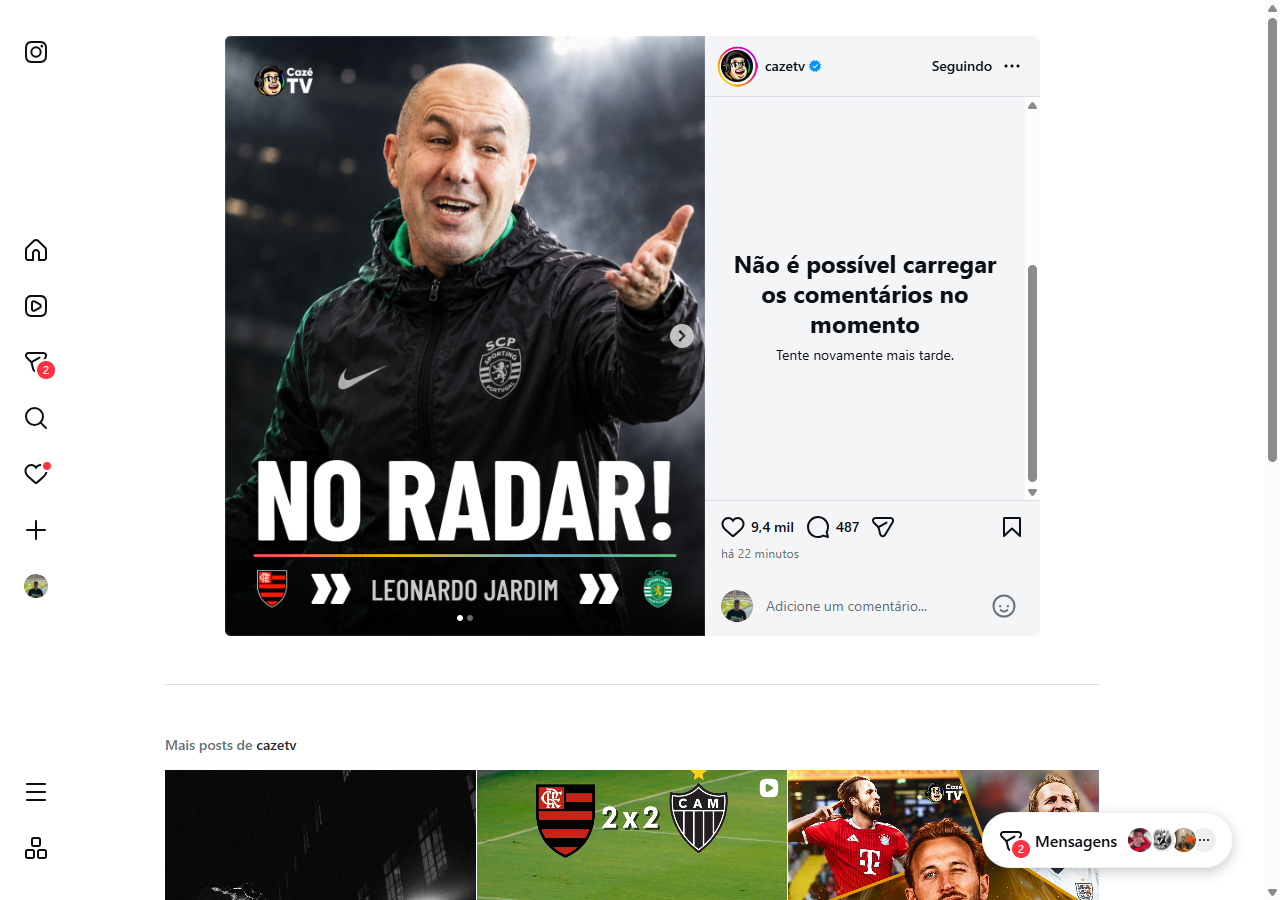 Cazé
TV
SCP
SPORTING
PORTUGAL
NO RADAR!
LEONARDO JARDIM
SCP
cazetv
Seguindo
Não é possível carregar
os comentários no
momento
Tente novamente mais tarde.
9,4 mil
487
há 22 minutos
Adicione um comentário...
2
Mais posts de cazetv
2 x 2
CAM
Cazé
TV
2
Mensagens